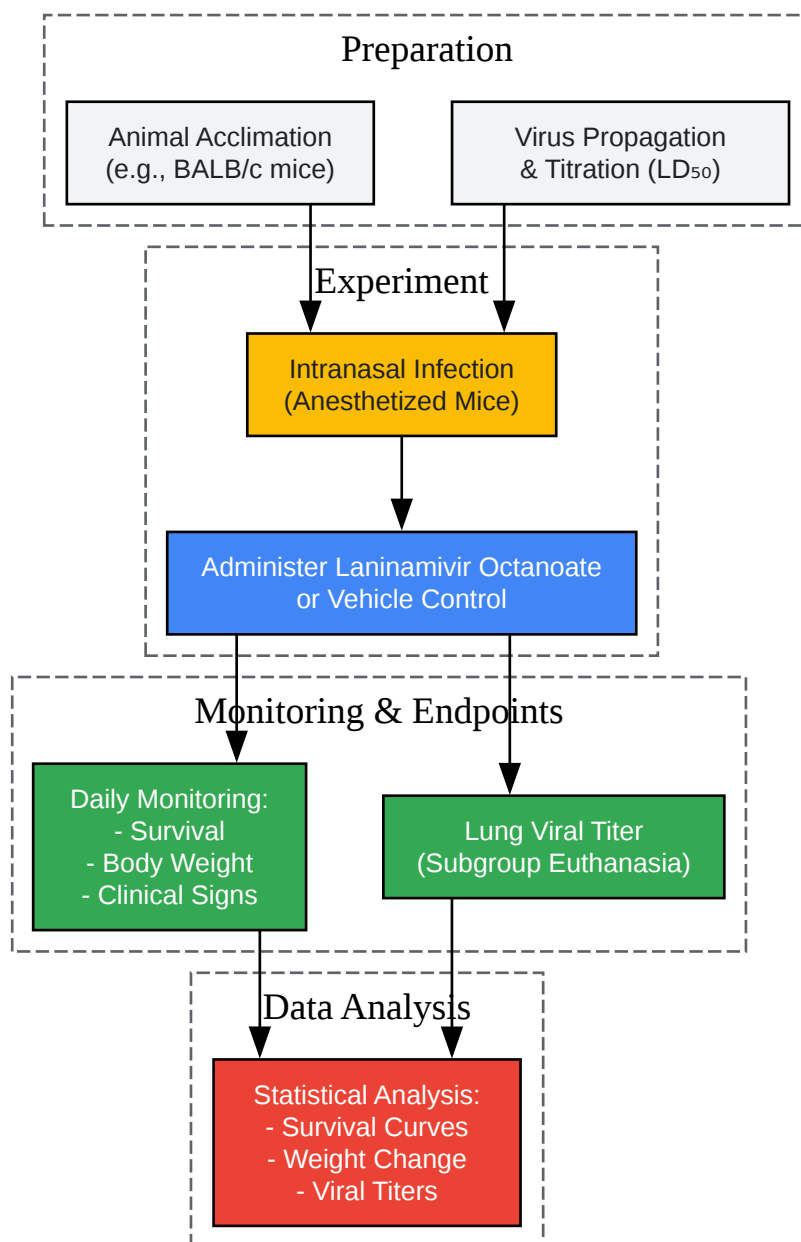 Preparation
Animal Acclimation
(e.g., BALB/c mice)
Virus Propagation
& Titration (LD₅₀)
Experiment
Intranasal Infection
(Anesthetized Mice)
Administer Laninamivir Octanoate
or Vehicle Control
Monitoring & Endpoints
Daily Monitoring:
- Survival
- Body Weight
- Clinical Signs
Lung Viral Titer
(Subgroup Euthanasia)
Data Analysis
Statistical Analysis:
- Survival Curves
- Weight Change
- Viral Titers